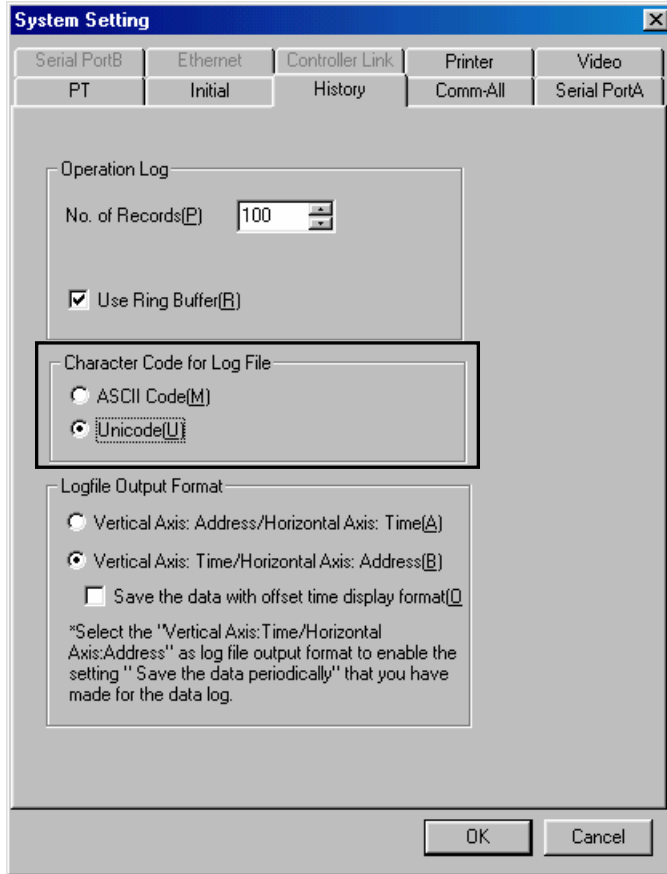 System Setting
Serial PortB Ethernet Controller Link Printer Video
PT Initial History Comm-All Serial PortA
Operation Log
No. of Records(P) 100
Use Ring Buffer(R)
Character Code for Log File
ASCII Code(M)
Unicode(U)
Logfile Output Format
Vertical Axis: Address/Horizontal Axis: Time(A)
Vertical Axis: Time/Horizontal Axis: Address(B)
Save the data with offset time display format(O
*Select the "Vertical Axis:Time/Horizontal
Axis:Address" as log file output format to enable the
setting " Save the data periodically" that you have
made for the data log.
OK Cancel